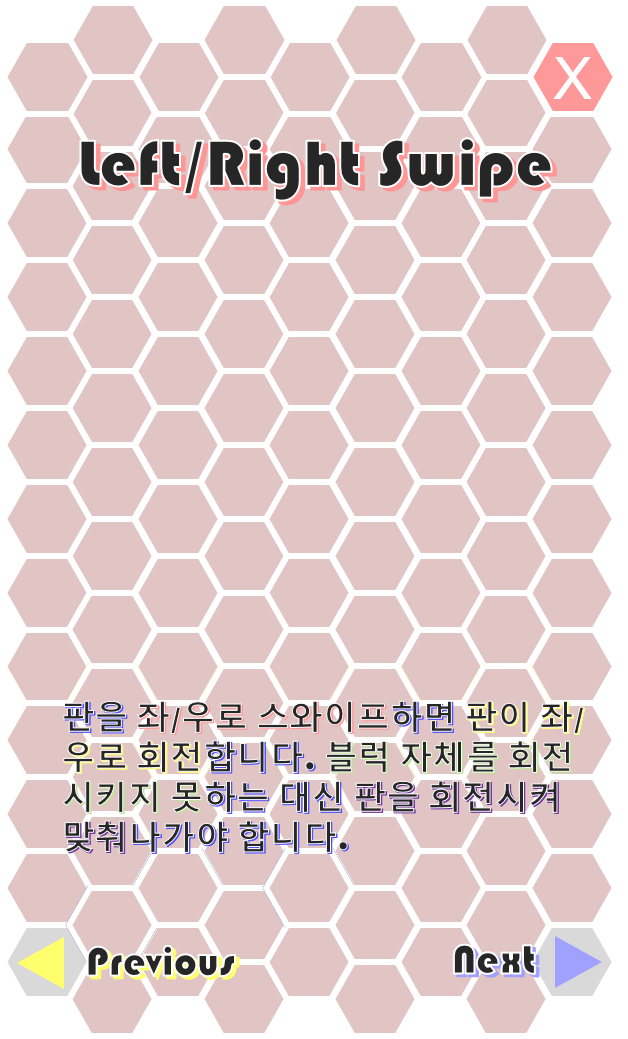 X
Left/Right Swipe
판을 좌/우로 스와이프하면 판이 좌/
우로 회전합니다. 블럭 자체를 회전
시키지 못하는 대신 판을 회전시켜
맞춰나가야 합니다.
Previous
Next